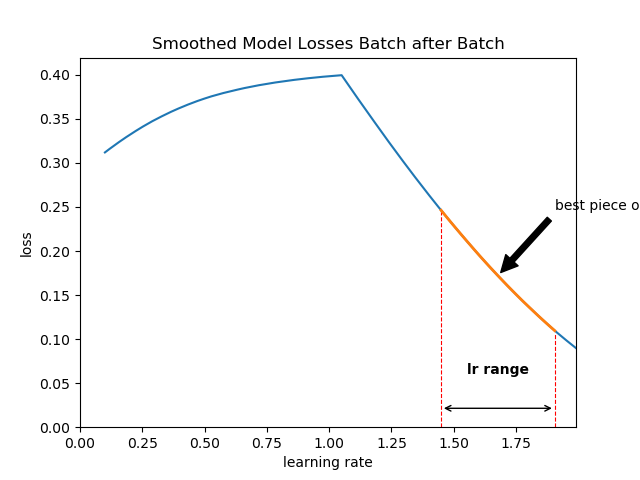 Smoothed Model Losses Batch after Batch
0.40
0.35
0.30
0.25
best piece o
0.20
loss
0.15
0.10
lr range
0.05
0.00
0.00 0.25 0.50 0.75 1.00 1.25 1.50 1.75
learning rate